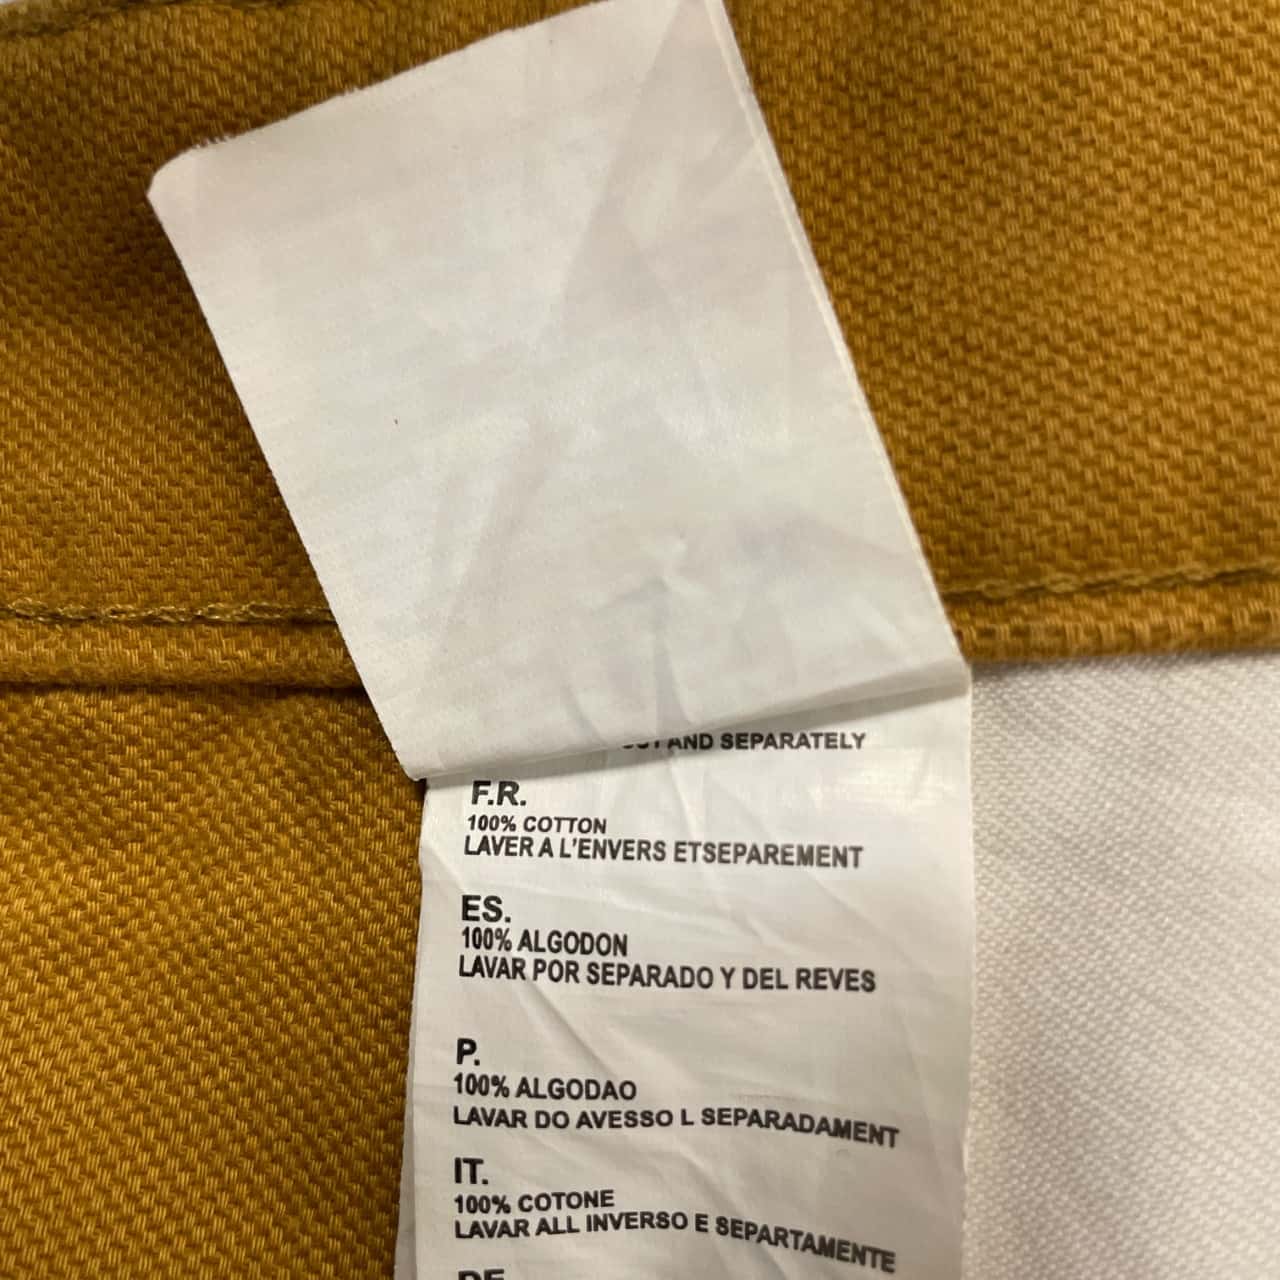 AND SEPARATELY
F.R.
100% COTTON
LAVER A L'ENVERS ETSEPAREMENT
ES.
100% ALGODON
LAVAR POR SEPARADO Y DEL REVES
P.
100% ALGODAO
LAVAR DO AVESSO L SEPARADAMENT
IT.
100% COTONE
LAVAR ALL INVERSO E SEPARTAMENTE